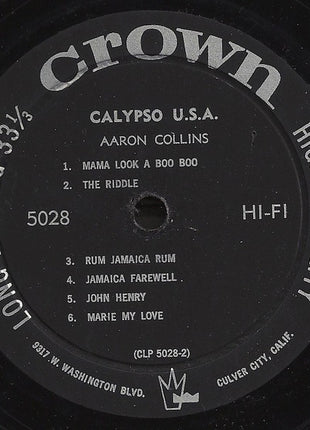 crown
CALYPSO U.S.A.
AARON COLLINS
1. MAMA LOOK A BOO BOO
2. THE RIDDLE
5028
HI-FI
3. RUM JAMAICA RUM
4. JAMAICA FAREWELL
5. JOHN HENRY
6. MARIE MY LOVE
(CLP 5028-2)
9317 W. WASHINGTON BLVD.
CULVER CITY, CALIF.
33⅓